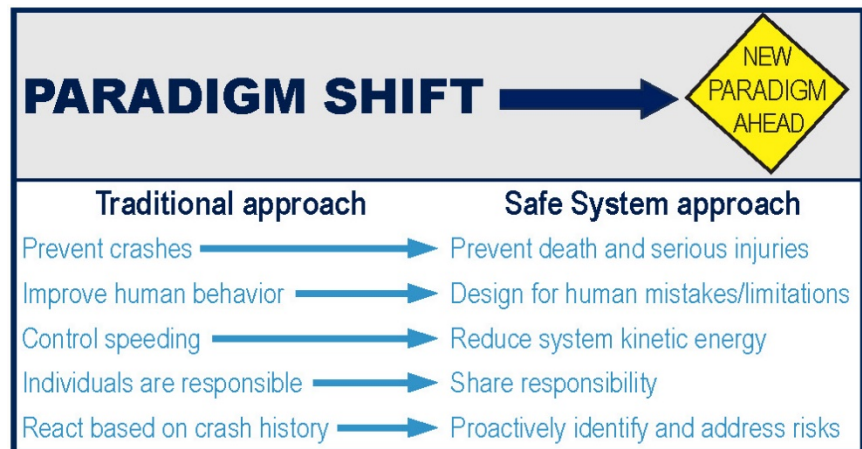 PARADIGM SHIFT
NEW
PARADIGM
AHEAD
Traditional approach
Safe System approach
Prevent crashes
Prevent death and serious injuries
Improve human behavior
Design for human mistakes/limitations
Control speeding
Reduce system kinetic energy
Individuals are responsible
Share responsibility
React based on crash history
Proactively identify and address risks